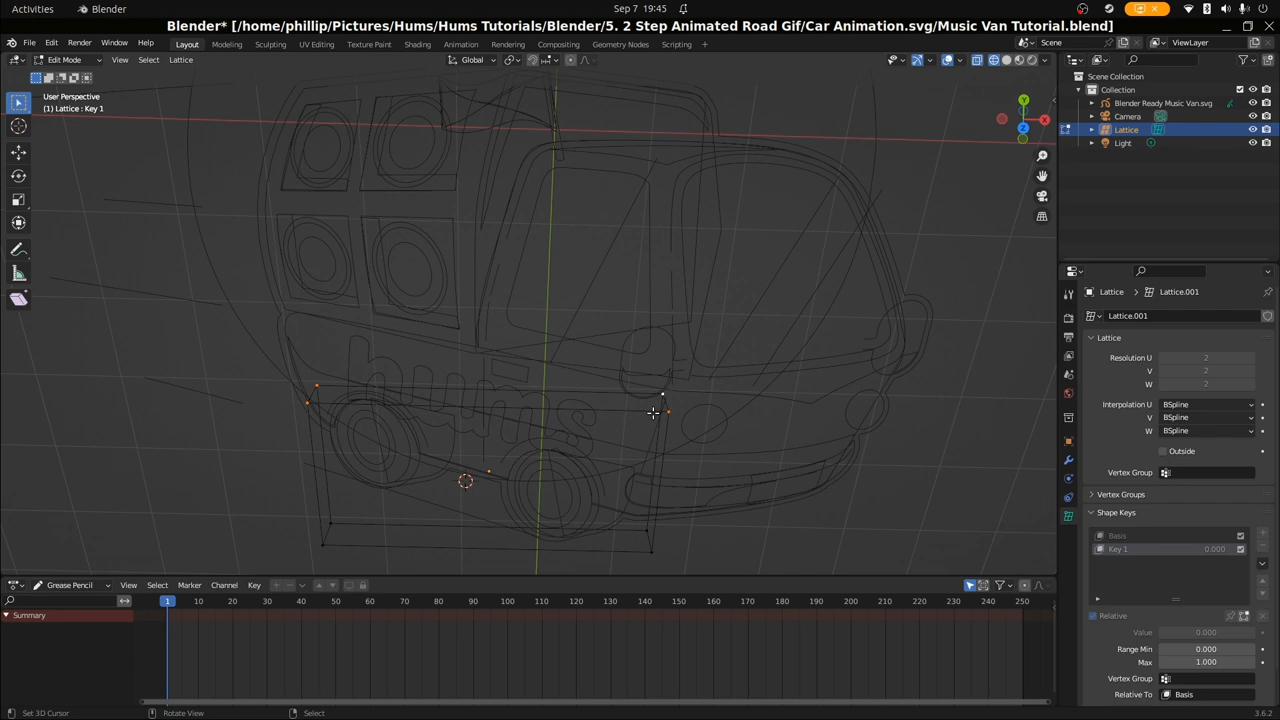 Activities
Blender
Sep 7 19:45
Blender* [/home/phillip/Pictures/Hums/Hums Tutorials/Blender/5. 2 Step Animated Road Gif/Car Animation.svg/Music Van Tutorial.blend]
File Edit Render Window Help
Layout Modeling Sculpting UV Editing Texture Paint Shading Animation Rendering Compositing Geometry Nodes Scripting +
Scene
ViewLayer
Edit Mode View Select Lattice
Global
User Perspective
(1) Lattice : Key 1
hums
Y
X
Z
Scene Collection
Collection
Blender Ready Music Van.svg
Camera
Lattice
Light
Lattice > Lattice.001
Lattice.001
Lattice
Resolution U 2
V 2
W 2
Interpolation U BSpline
V BSpline
W BSpline
Outside
Vertex Group
Vertex Groups
Shape Keys
Basis
Key 1 0.000
Relative
Value 0.000
Range Min 0.000
Max 1.000
Vertex Group
Relative To Basis
Grease Pencil View Select Marker Channel Key
1 10 20 30 40 50 60 70 80 90 100 110 120 130 140 150 160 170 180 190 200 210 220 230 240 250
Summary
Set 3D Cursor Rotate View Select
3.6.2